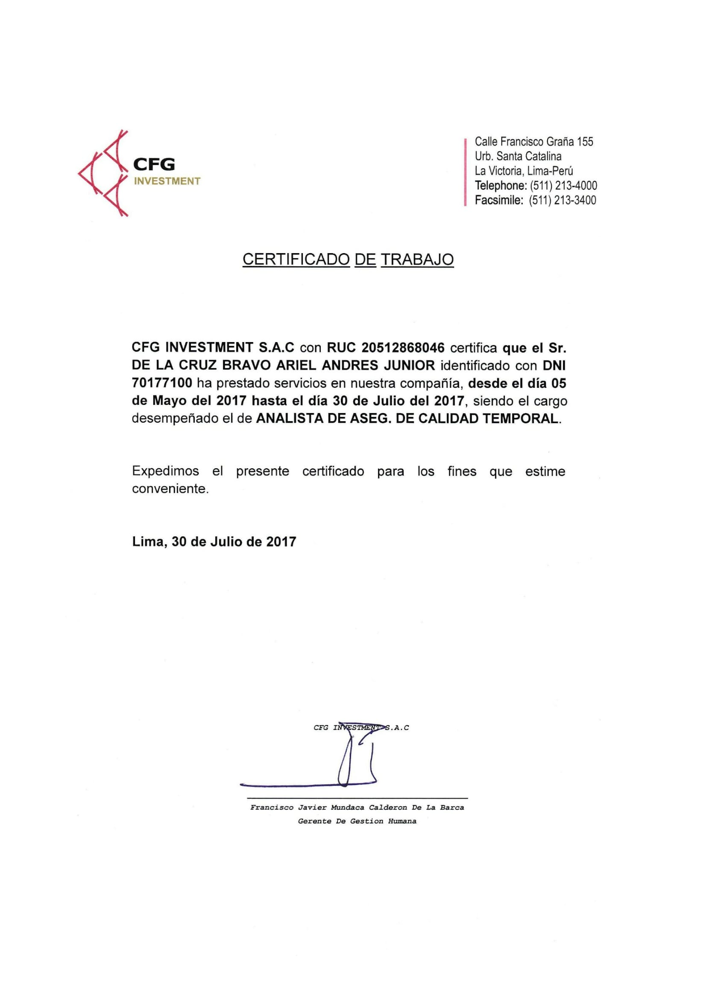 CFG
INVESTMENT
Calle Francisco Graña 155
Urb. Santa Catalina
La Victoria, Lima-Perú
Telephone: (511) 213-4000
Facsimile: (511) 213-3400
CERTIFICADO DE TRABAJO
CFG INVESTMENT S.A.C con RUC 20512868046 certifica que el Sr.
DE LA CRUZ BRAVO ARIEL ANDRES JUNIOR identificado con DNI
70177100 ha prestado servicios en nuestra compañía, desde el día 05
de Mayo del 2017 hasta el día 30 de Julio del 2017, siendo el cargo
desempeñado el de ANALISTA DE ASEG. DE CALIDAD TEMPORAL.
Expedimos el presente certificado para los fines que estime
conveniente.
Lima, 30 de Julio de 2017
CFG INVESTMENT S.A.C
Francisco Javier Mundaca Calderon De La Barca
Gerente De Gestion Humana